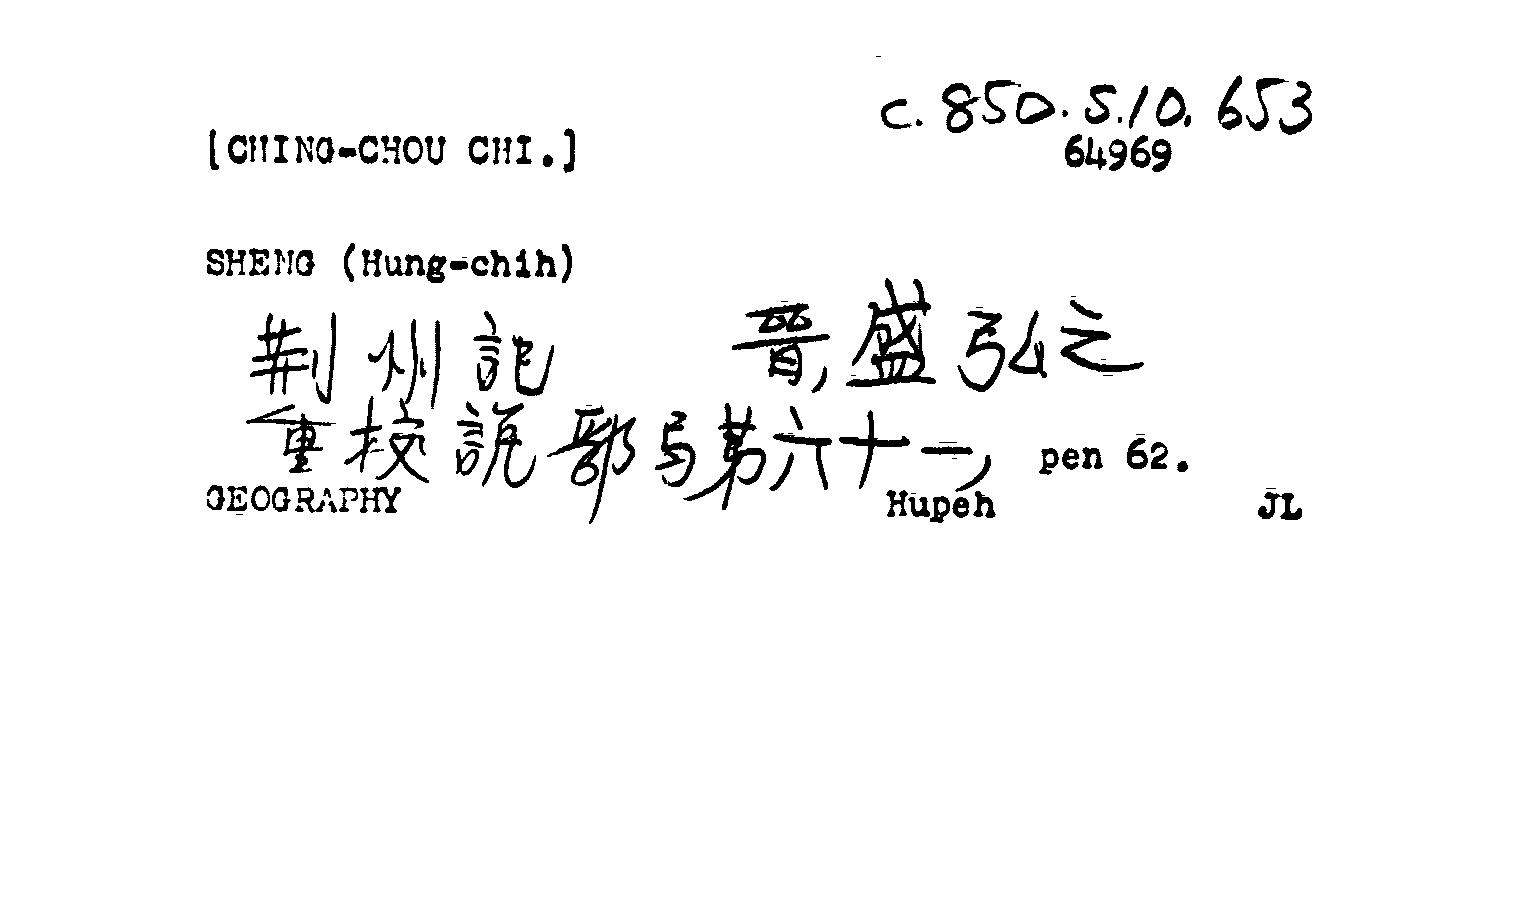 c.850.5.10.653
[CHING-CHOU CHI.]
64969
SHENG (Hung-chih)
荆州記 晉,盛弘之
重校說郛弓第六十一, pen 62.
GEOGRAPHY Hupeh JL